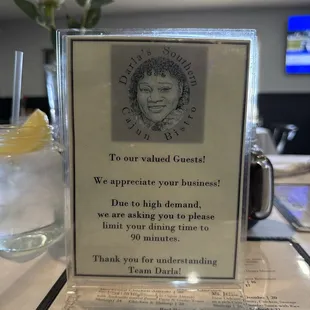 Darla's Southern
Cajun Bistro
To our valued Guests!
We appreciate your business!
Due to high demand,
we are asking you to please
limit your dining time to
90 minutes.
Thank you for understanding
Team Darla!